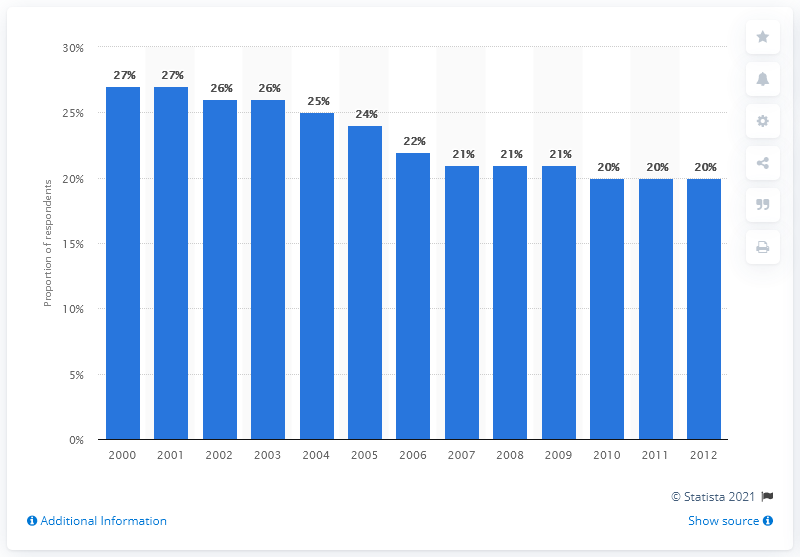 30%
25%
20%
15%
10%
5%
0%
Proportion of respondents
27% 27% 26% 26% 25% 24% 22% 21% 21% 21% 20% 20% 20%
2000 2001 2002 2003 2004 2005 2006 2007 2008 2009 2010 2011 2012
© Statista 2021
Additional Information
Show source